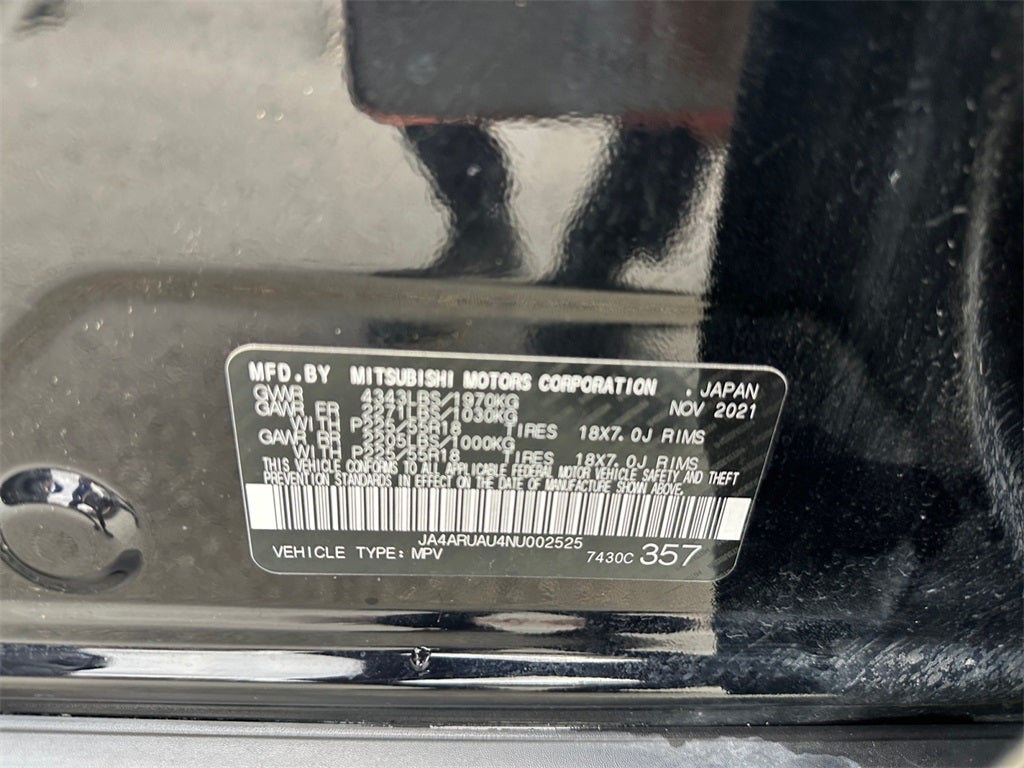 MFD.BY MITSUBISHI MOTORS CORPORATION . JAPAN
GVWR 4343LBS/1970KG NOV 2021
GAWR FR 2271LBS/1030KG
WITH P225/55R18 TIRES 18X7.0J RIMS
GAWR RR 2205LBS/1000KG
WITH P225/55R18 TIRES 18X7.0J RIMS
THIS VEHICLE CONFORMS TO ALL APPLICABLE FEDERAL MOTOR VEHICLE SAFETY AND THEFT
PREVENTION STANDARDS IN EFFECT ON THE DATE OF MANUFACTURE SHOWN ABOVE.
JA4ARUAU4NU002525
VEHICLE TYPE: MPV 7430C 357